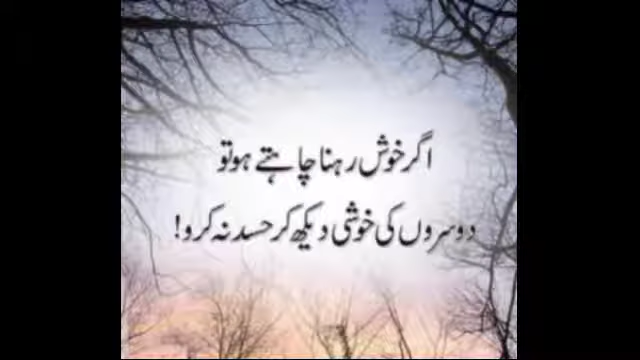 اگر خوش رہنا چاہتے ہو تو
دوسروں کی خوشی دیکھ کر حسد نہ کرو!